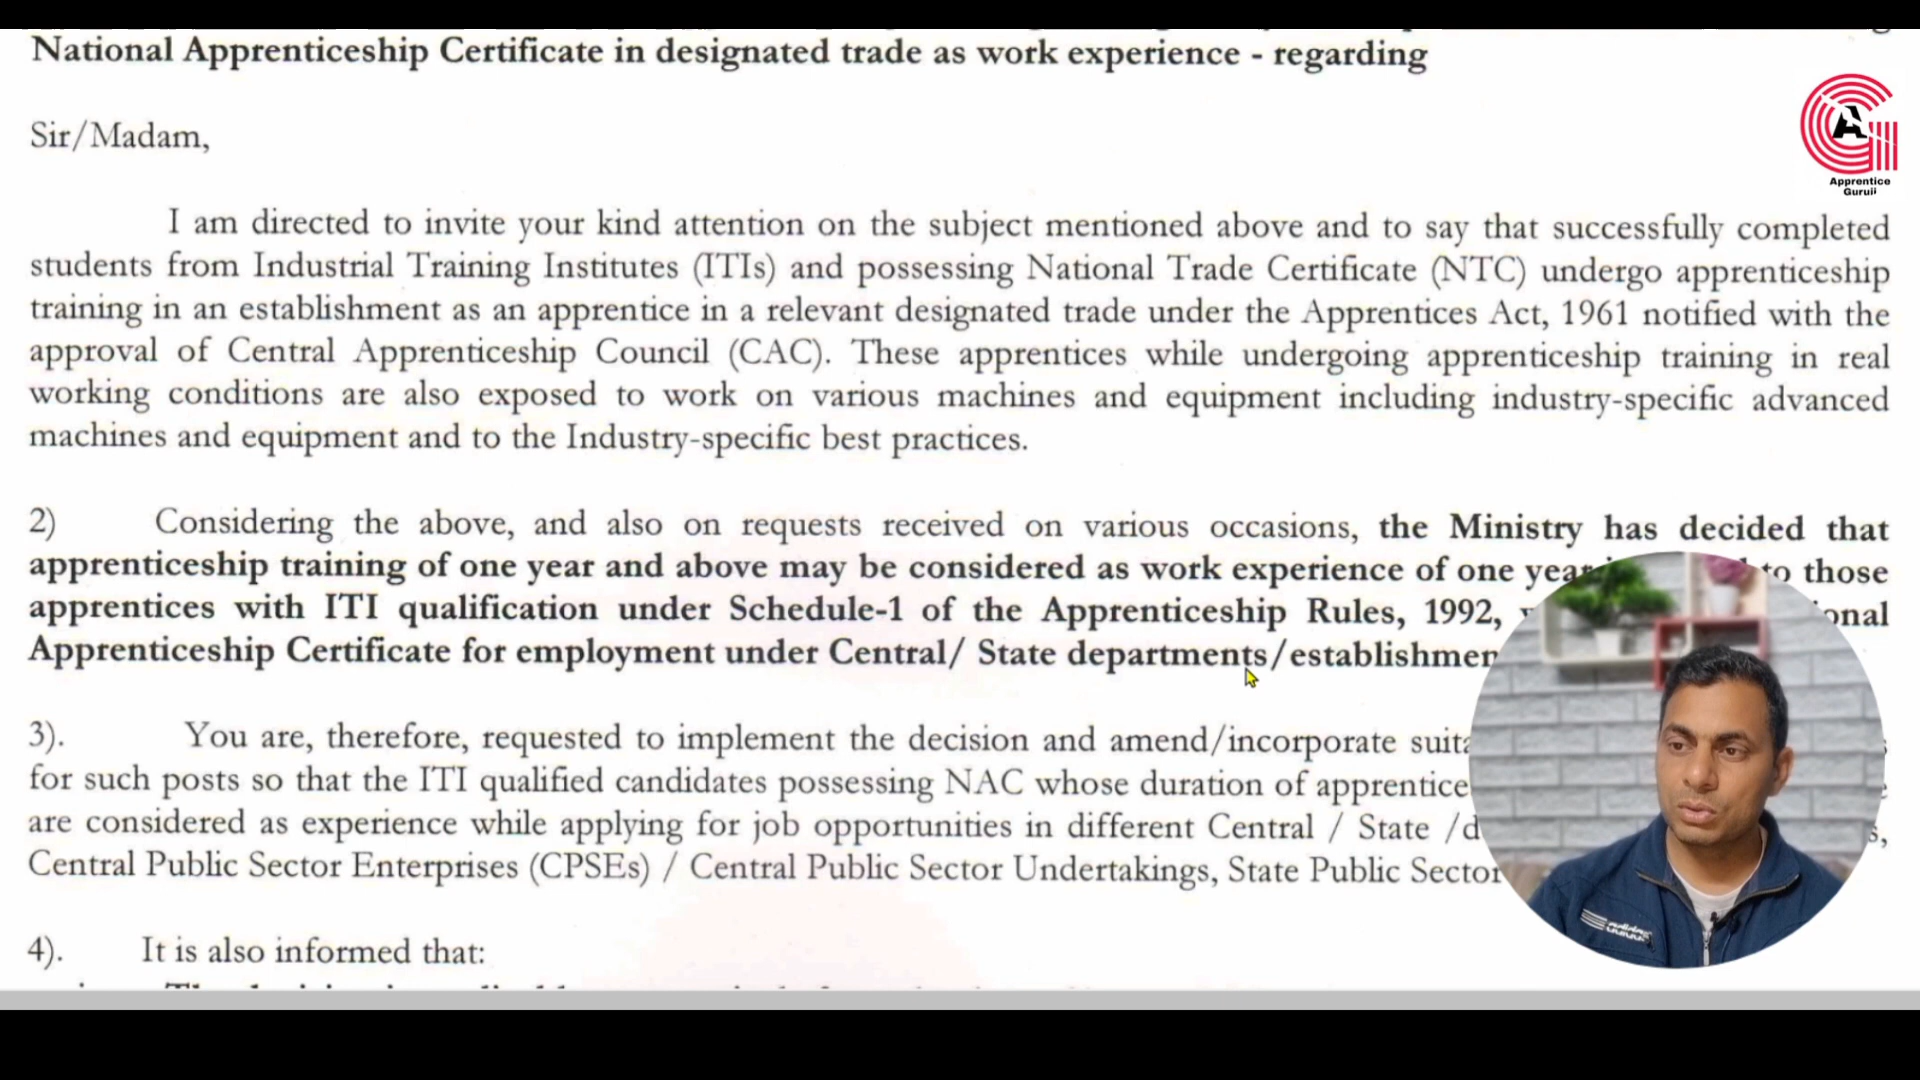 National Apprenticeship Certificate in designated trade as work experience - regarding
Sir/Madam,
I am directed to invite your kind attention on the subject mentioned above and to say that successfully completed
students from Industrial Training Institutes (ITIs) and possessing National Trade Certificate (NTC) undergo apprenticeship
training in an establishment as an apprentice in a relevant designated trade under the Apprentices Act, 1961 notified with the
approval of Central Apprenticeship Council (CAC). These apprentices while undergoing apprenticeship training in real
working conditions are also exposed to work on various machines and equipment including industry-specific advanced
machines and equipment and to the Industry-specific best practices.
2) Considering the above, and also on requests received on various occasions, the Ministry has decided that
apprenticeship training of one year and above may be considered as work experience of one year to those
apprentices with ITI qualification under Schedule-1 of the Apprenticeship Rules, 1992,
Apprenticeship Certificate for employment under Central/ State departments/
3). You are, therefore, requested to implement the decision and amend/incorporate
for such posts so that the ITI qualified candidates possessing NAC whose duration of
are considered as experience while applying for job opportunities in different Central / State /
Central Public Sector Enterprises (CPSEs) / Central Public Sector Undertakings, State Public Sector
4). It is also informed that:
A
Apprentice
Guruji